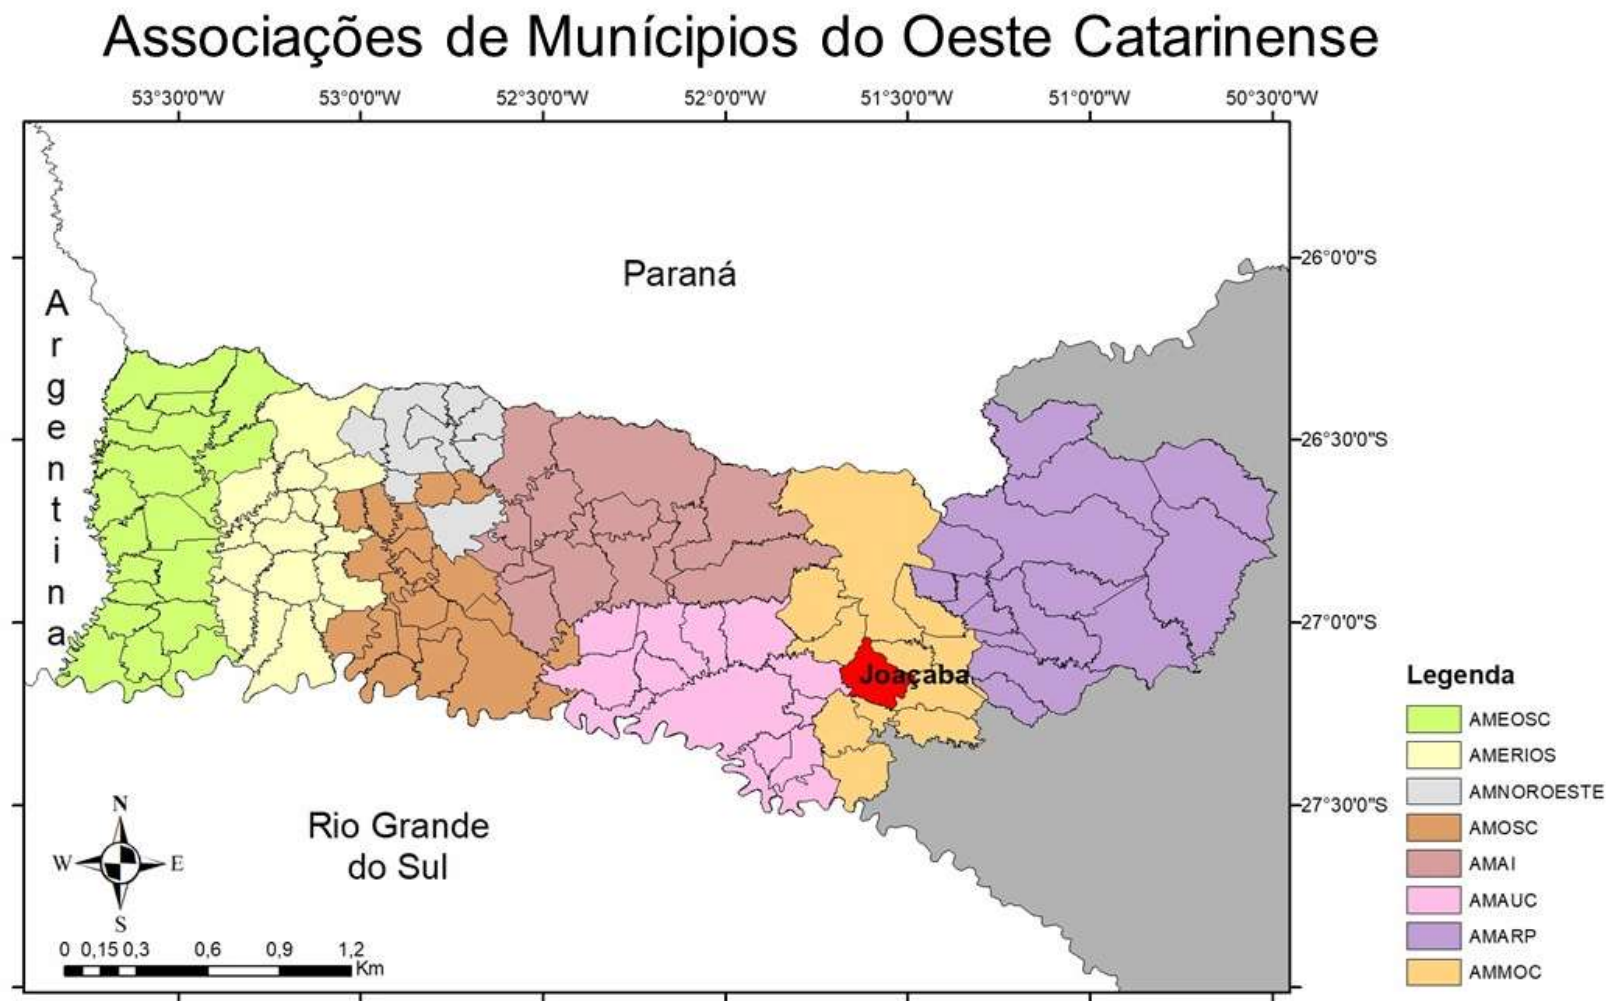 Associações de Munícipios do Oeste Catarinense
53°30'0"W 53°0'0"W 52°30'0"W 52°0'0"W 51°30'0"W 51°0'0"W 50°30'0"W
26°0'0"S
Paraná
Argentina
26°30'0"S
27°0'0"S
Joaçaba
27°30'0"S
Rio Grande
do Sul
N
W E
S
0 0,15 0,3 0,6 0,9 1,2
Km
Legenda
AMEOSC
AMERIOS
AMNOROESTE
AMOSC
AMAI
AMAUC
AMARP
AMMOC